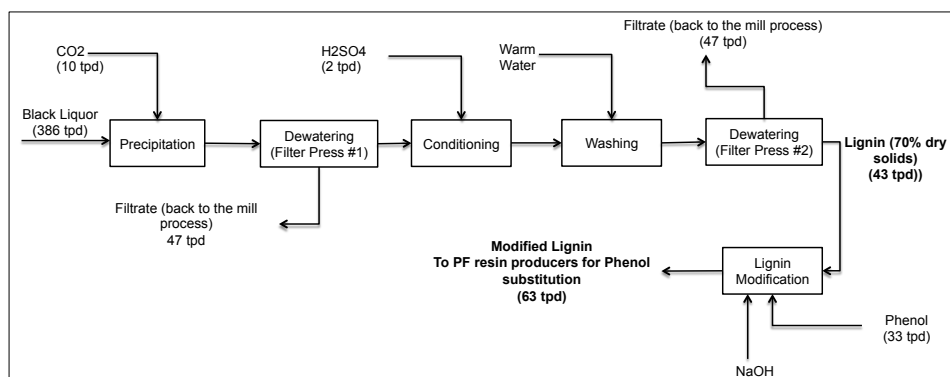 CO2
(10 tpd)
H2SO4
(2 tpd)
Warm
Water
Filtrate (back to the mill process)
(47 tpd)
Black Liquor
(386 tpd)
Precipitation
Dewatering
(Filter Press #1)
Conditioning
Washing
Dewatering
(Filter Press #2)
Lignin (70% dry
solids)
(43 tpd))
Filtrate (back to the mill
process)
47 tpd
Modified Lignin
To PF resin producers for Phenol
substitution
(63 tpd)
Lignin
Modification
Phenol
(33 tpd)
NaOH